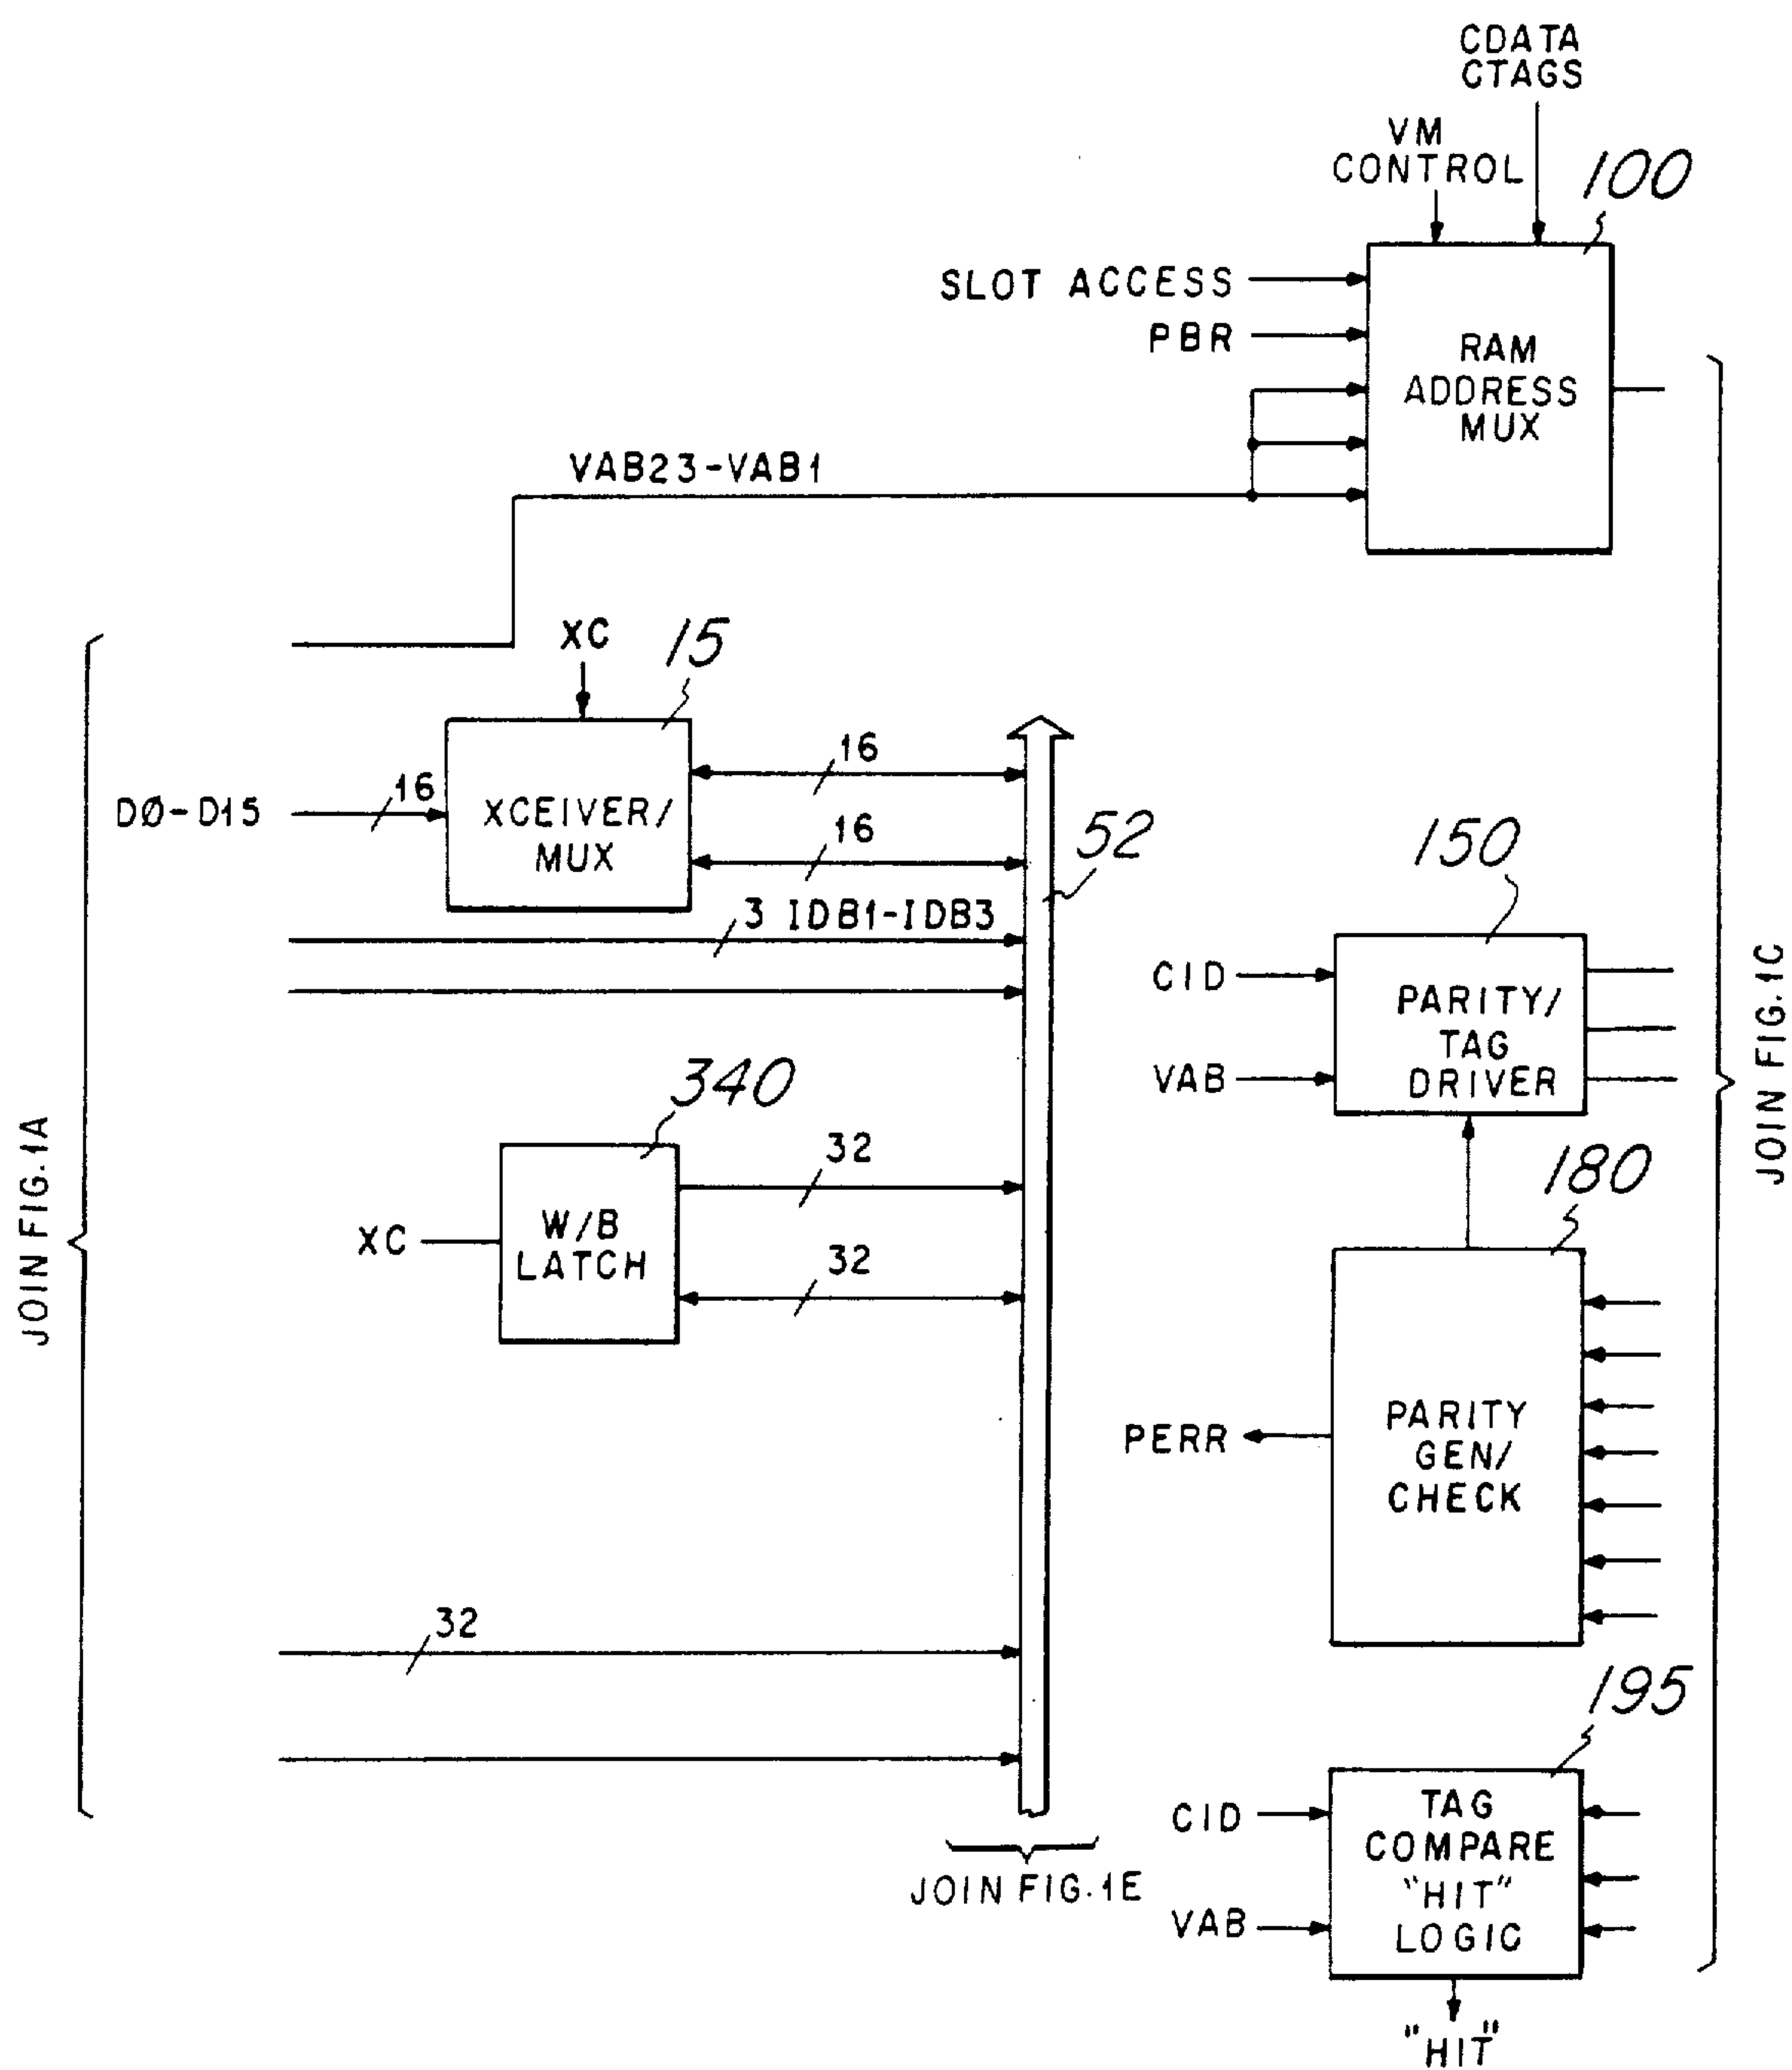 CDATA
CTAGS
VM
CONTROL
100
SLOT ACCESS
PBR
RAM
ADDRESS
MUX
VAB23-VAB1
XC
15
16
DØ-D15
16
XCEIVER/
MUX
16
3 IDB1-IDB3
52
150
CID
PARITY/
TAG
DRIVER
VAB
JOIN FIG.1A
JOIN FIG.1C
340
32
XC
W/B
LATCH
32
180
PERR
PARITY
GEN/
CHECK
32
195
CID
TAG
COMPARE
"HIT"
LOGIC
VAB
JOIN FIG.1E
"HIT"